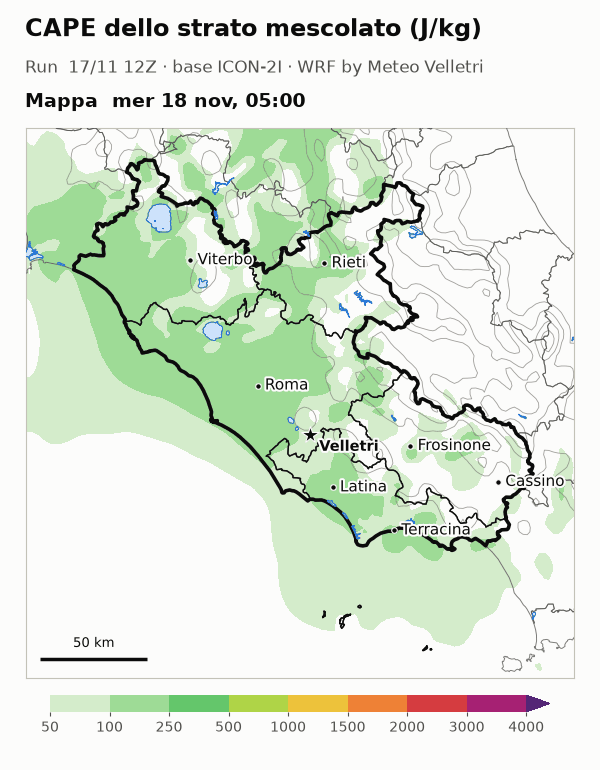 CAPE dello strato mescolato (J/kg)
Run  17/11 12Z · base ICON-2I · WRF by Meteo Velletri
Mappa  mer 18 nov, 05:00
Viterbo
Rieti
Roma
Velletri
Frosinone
Cassino
Latina
Terracina
50 km
50 100 250 500 1000 1500 2000 3000 4000